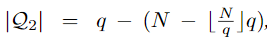 |𝒬₂| = q − (N − ⌊N/q⌋q),